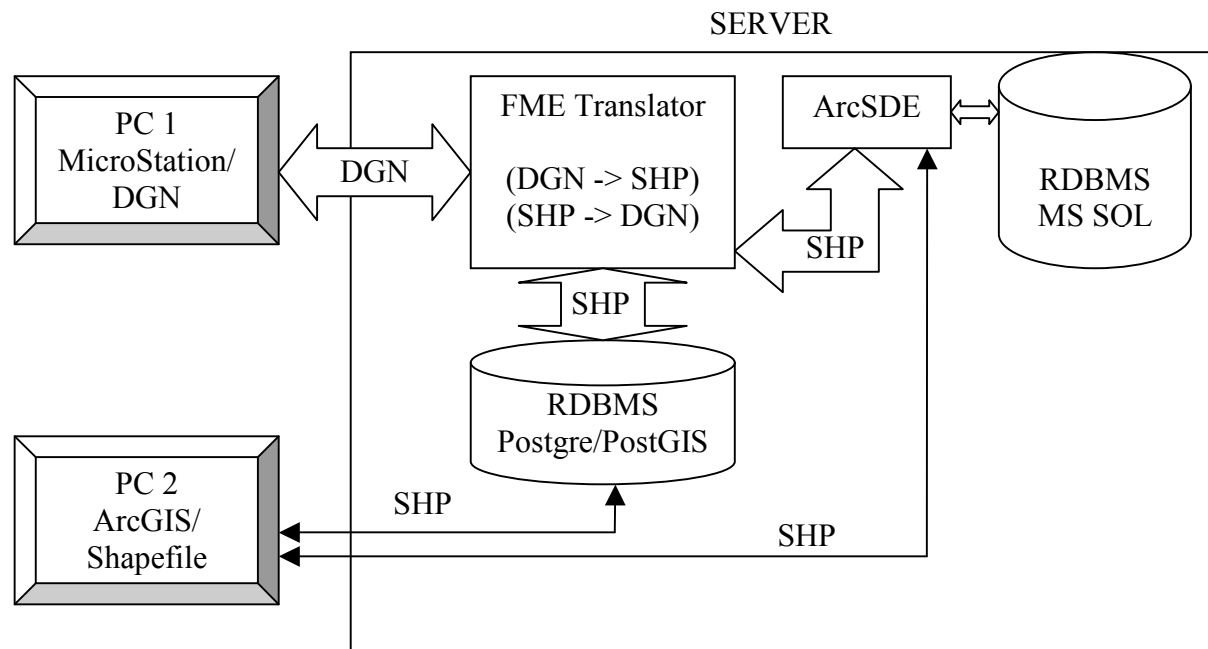 SERVER
PC 1
MicroStation/
DGN
DGN
FME Translator
(DGN -> SHP)
(SHP -> DGN)
ArcSDE
RDBMS
MS SOL
SHP
SHP
RDBMS
Postgre/PostGIS
PC 2
ArcGIS/
Shapefile
SHP
SHP